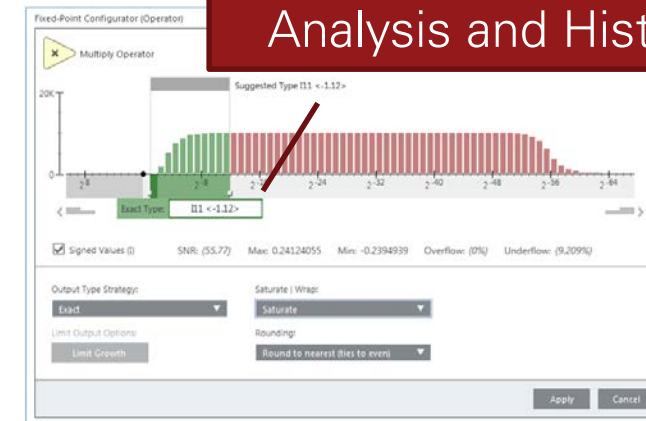 Fixed-Point Configurator (Operator)
Analysis and Hist
Multiply Operator
Suggested Type I11 <-1.12>
20K
0
2^8 2^-8 2^-24 2^-32 2^-40 2^-48 2^-56 2^-64
Exact Type: I11 <-1.12>
Signed Values (I) SNR: (55.77) Max: 0.24124055 Min: -0.2394939 Overflow: (0%) Underflow: (9.209%)
Output Type Strategy: Saturate | Wrap:
Exact Saturate
Limit Output Options: Rounding:
Limit Growth Round to nearest (ties to even)
Apply Cancel